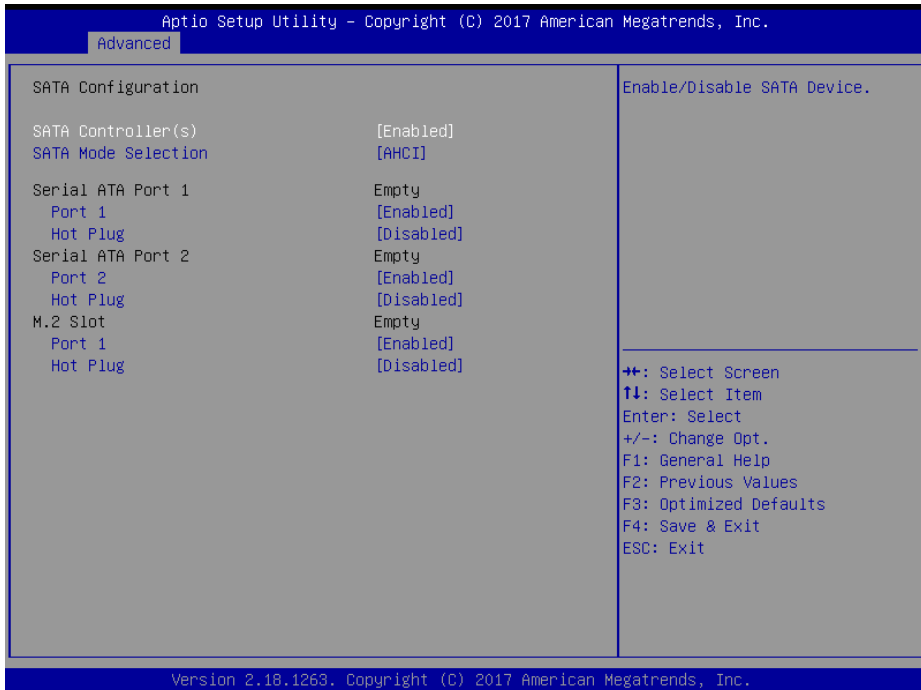 Aptio Setup Utility – Copyright (C) 2017 American Megatrends, Inc.
Advanced
SATA Configuration
SATA Controller(s) [Enabled]
SATA Mode Selection [AHCI]
Serial ATA Port 1 Empty
Port 1 [Enabled]
Hot Plug [Disabled]
Serial ATA Port 2 Empty
Port 2 [Enabled]
Hot Plug [Disabled]
M.2 Slot Empty
Port 1 [Enabled]
Hot Plug [Disabled]
Enable/Disable SATA Device.
→←: Select Screen
↑↓: Select Item
Enter: Select
+/-: Change Opt.
F1: General Help
F2: Previous Values
F3: Optimized Defaults
F4: Save & Exit
ESC: Exit
Version 2.18.1263. Copyright (C) 2017 American Megatrends, Inc.